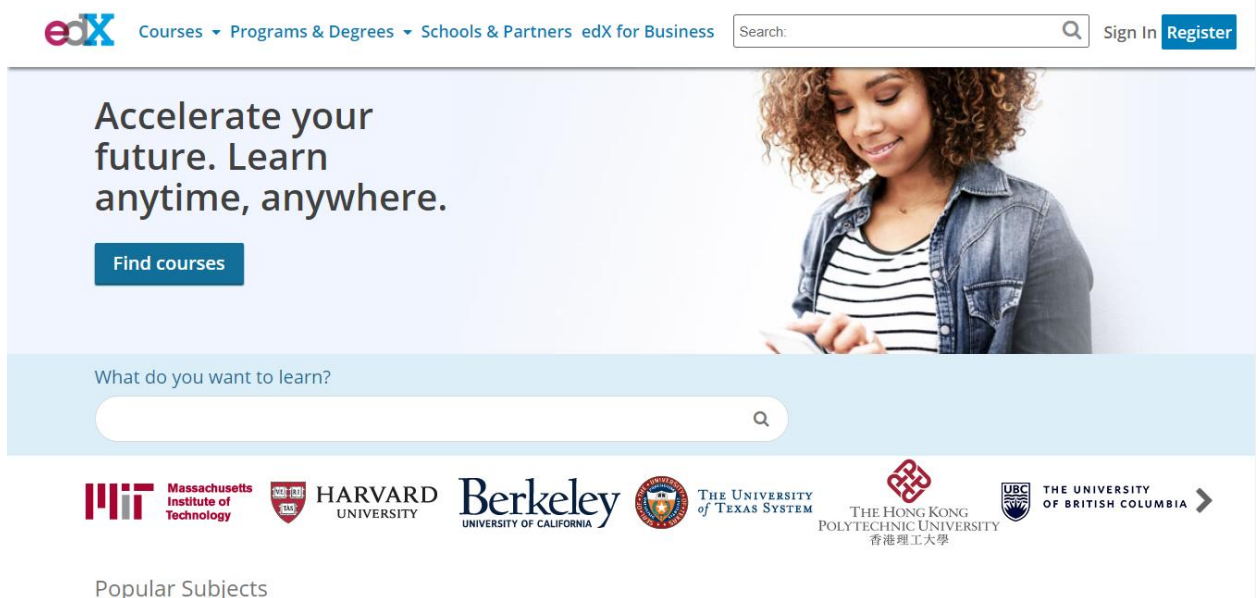 edX Courses Programs & Degrees Schools & Partners edX for Business Search: Sign In Register
Accelerate your
future. Learn
anytime, anywhere.
Find courses
What do you want to learn?
Massachusetts
Institute of
Technology
VE RI TAS HARVARD
UNIVERSITY
Berkeley
UNIVERSITY OF CALIFORNIA
THE UNIVERSITY
of TEXAS SYSTEM
THE HONG KONG
POLYTECHNIC UNIVERSITY
香港理工大學
UBC THE UNIVERSITY
OF BRITISH COLUMBIA
Popular Subjects